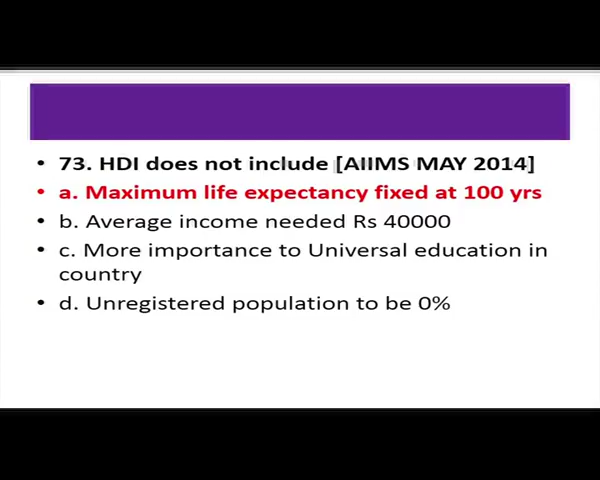 • 73. HDI does not include [AIIMS MAY 2014]
• a. Maximum life expectancy fixed at 100 yrs
• b. Average income needed Rs 40000
• c. More importance to Universal education in
country
• d. Unregistered population to be 0%